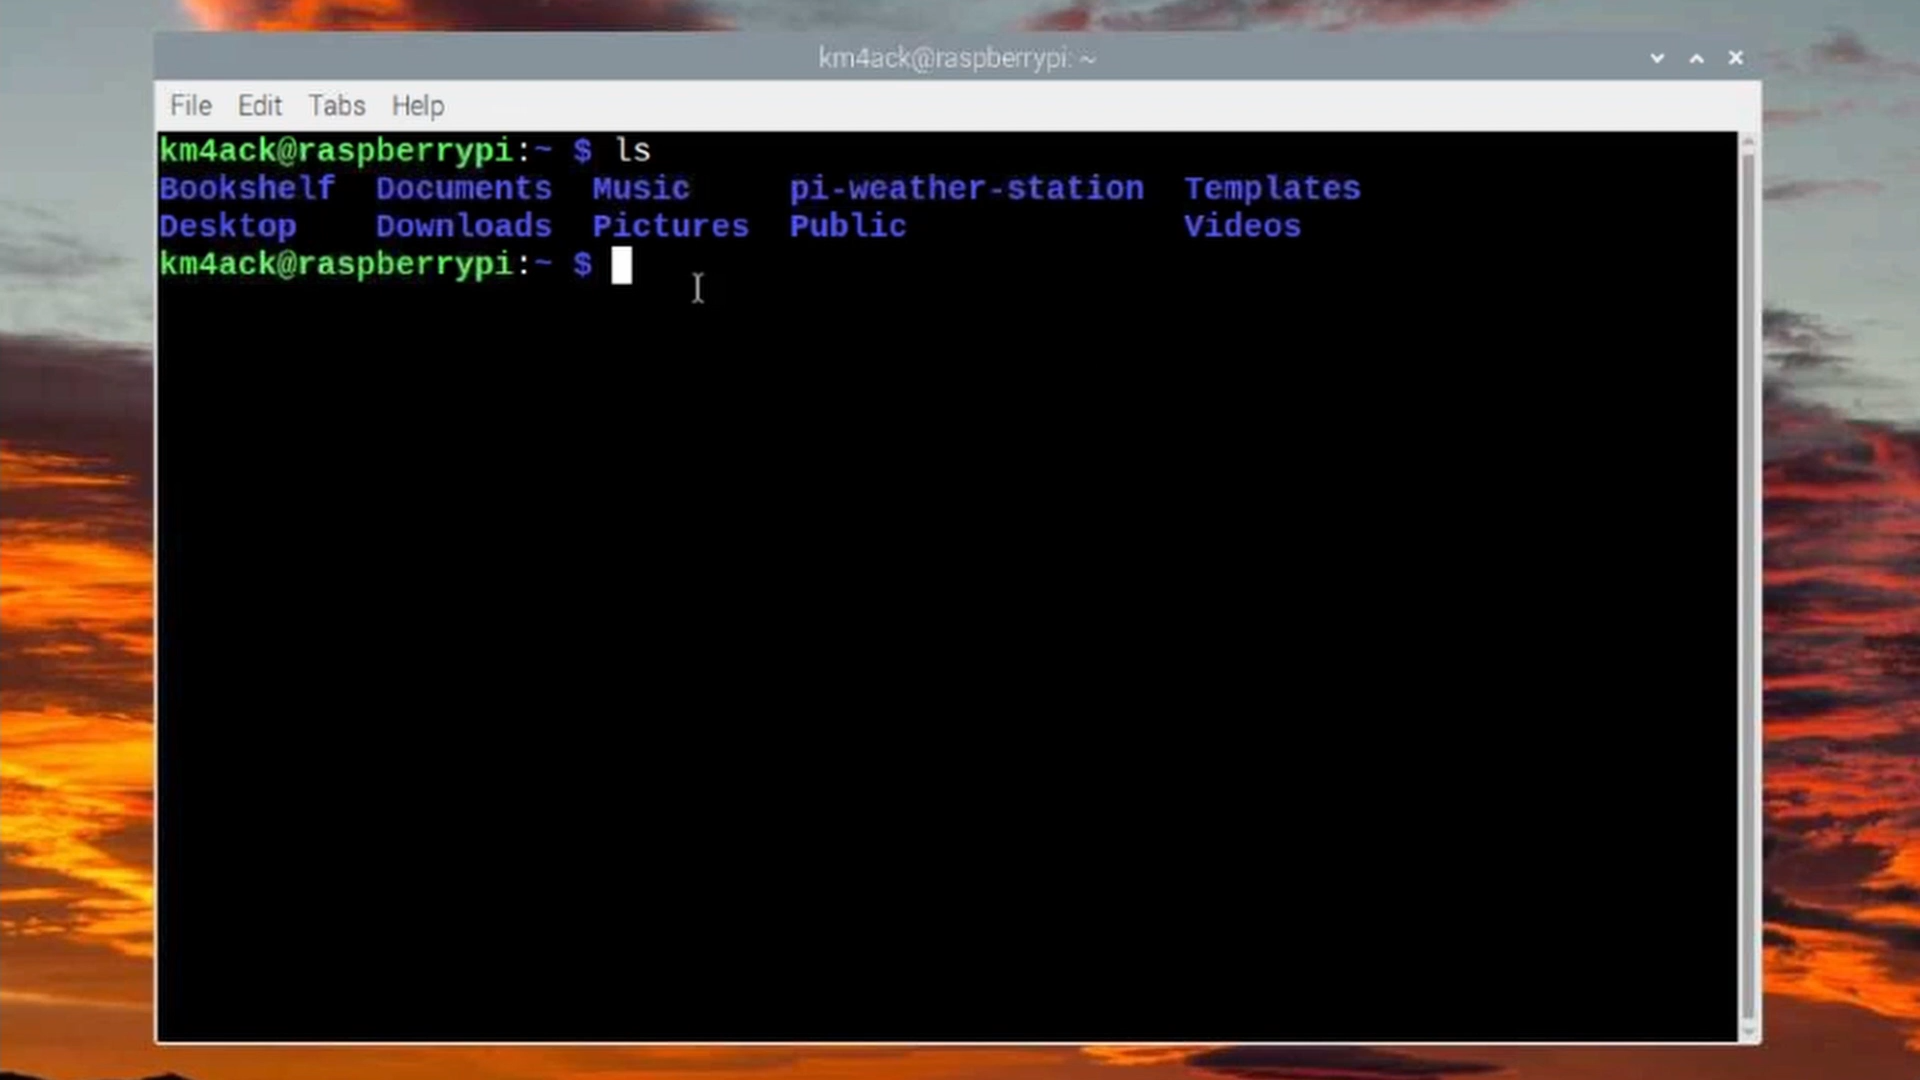 km4ack@raspberrypi: ~
File Edit Tabs Help
km4ack@raspberrypi:~ $ ls
Bookshelf Documents Music pi-weather-station Templates
Desktop Downloads Pictures Public Videos
km4ack@raspberrypi:~ $